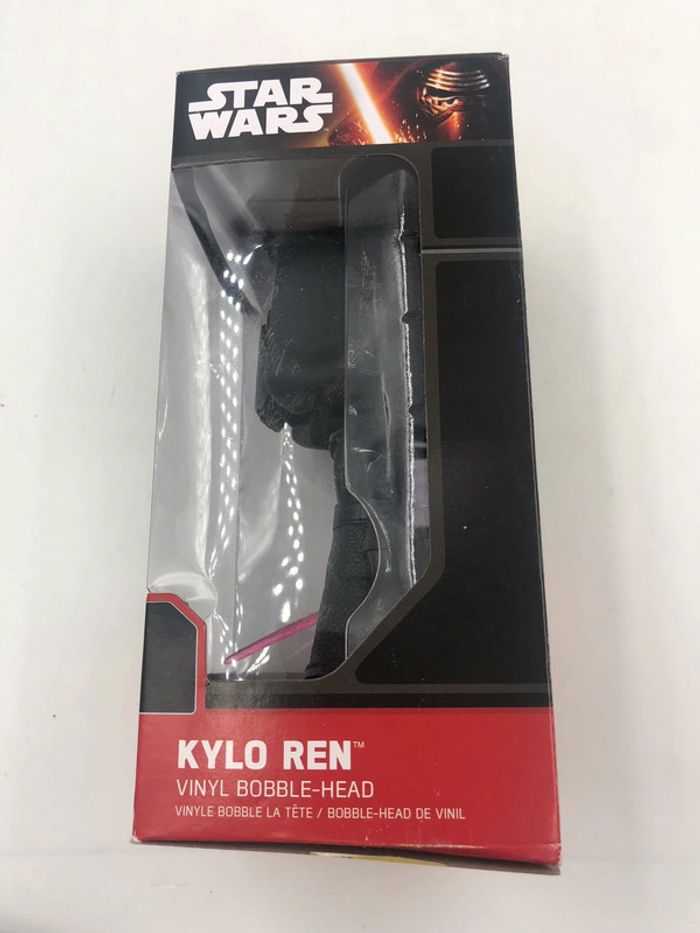 STAR
WARS
KYLO REN™
VINYL BOBBLE-HEAD
VINYLE BOBBLE LA TÊTE / BOBBLE-HEAD DE VINIL